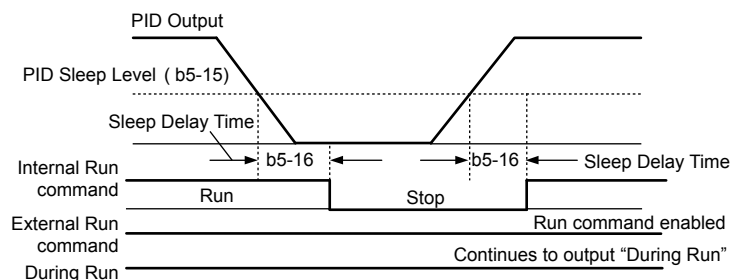 PID Output
PID Sleep Level ( b5-15)
Sleep Delay Time
b5-16
b5-16
Sleep Delay Time
Internal Run
command
Run
Stop
External Run
command
Run command enabled
Continues to output “During Run”
During Run